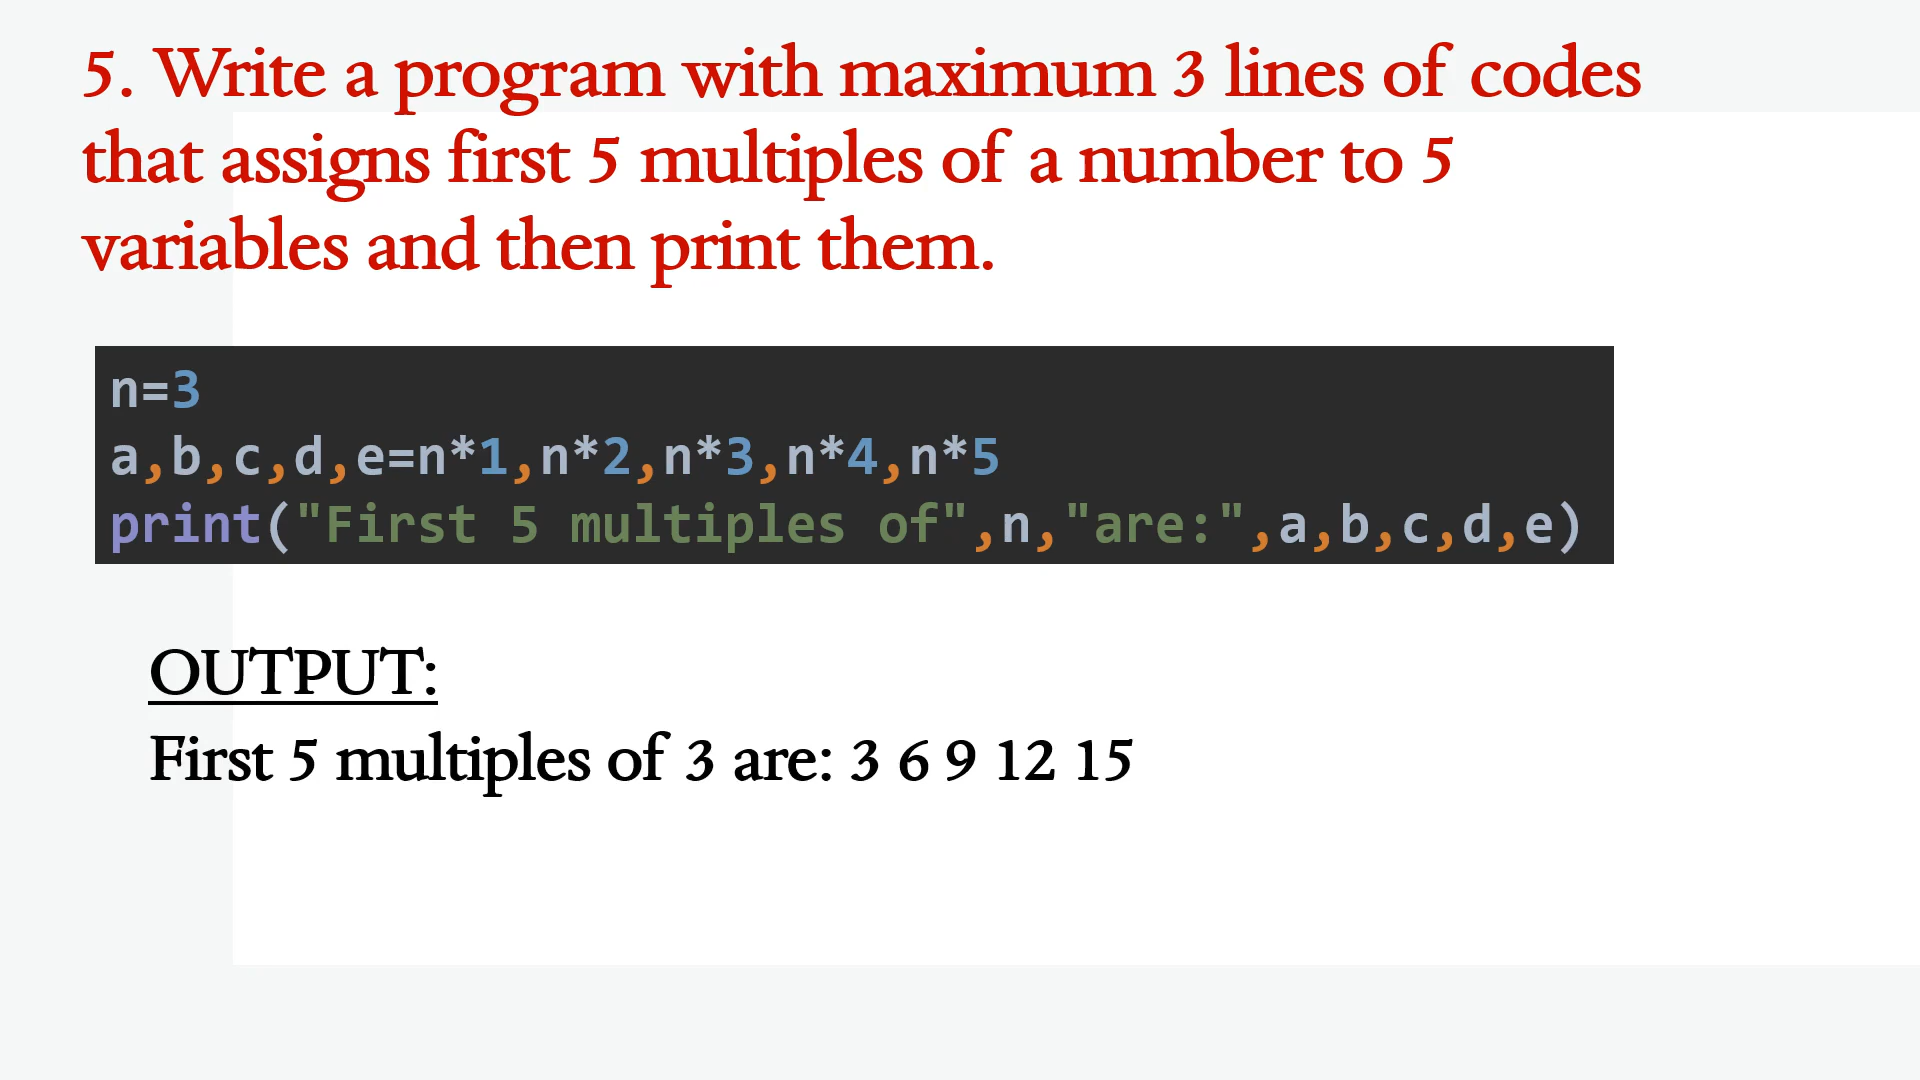 5. Write a program with maximum 3 lines of codes
that assigns first 5 multiples of a number to 5
variables and then print them.
n=3
a,b,c,d,e=n*1,n*2,n*3,n*4,n*5
print("First 5 multiples of",n,"are:",a,b,c,d,e)
OUTPUT:
First 5 multiples of 3 are: 3 6 9 12 15